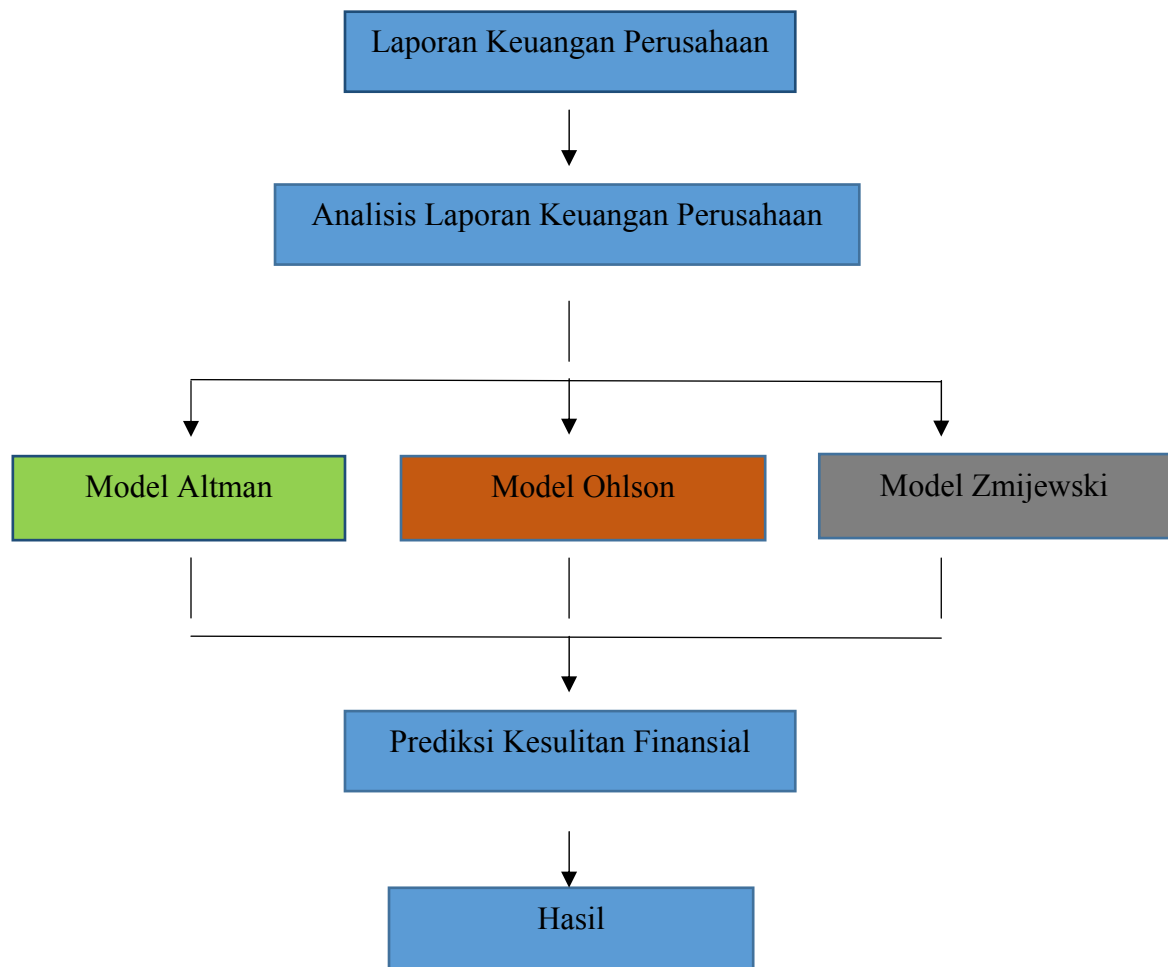 Laporan Keuangan Perusahaan
Analisis Laporan Keuangan Perusahaan
Model Altman
Model Ohlson
Model Zmijewski
Prediksi Kesulitan Finansial
Hasil